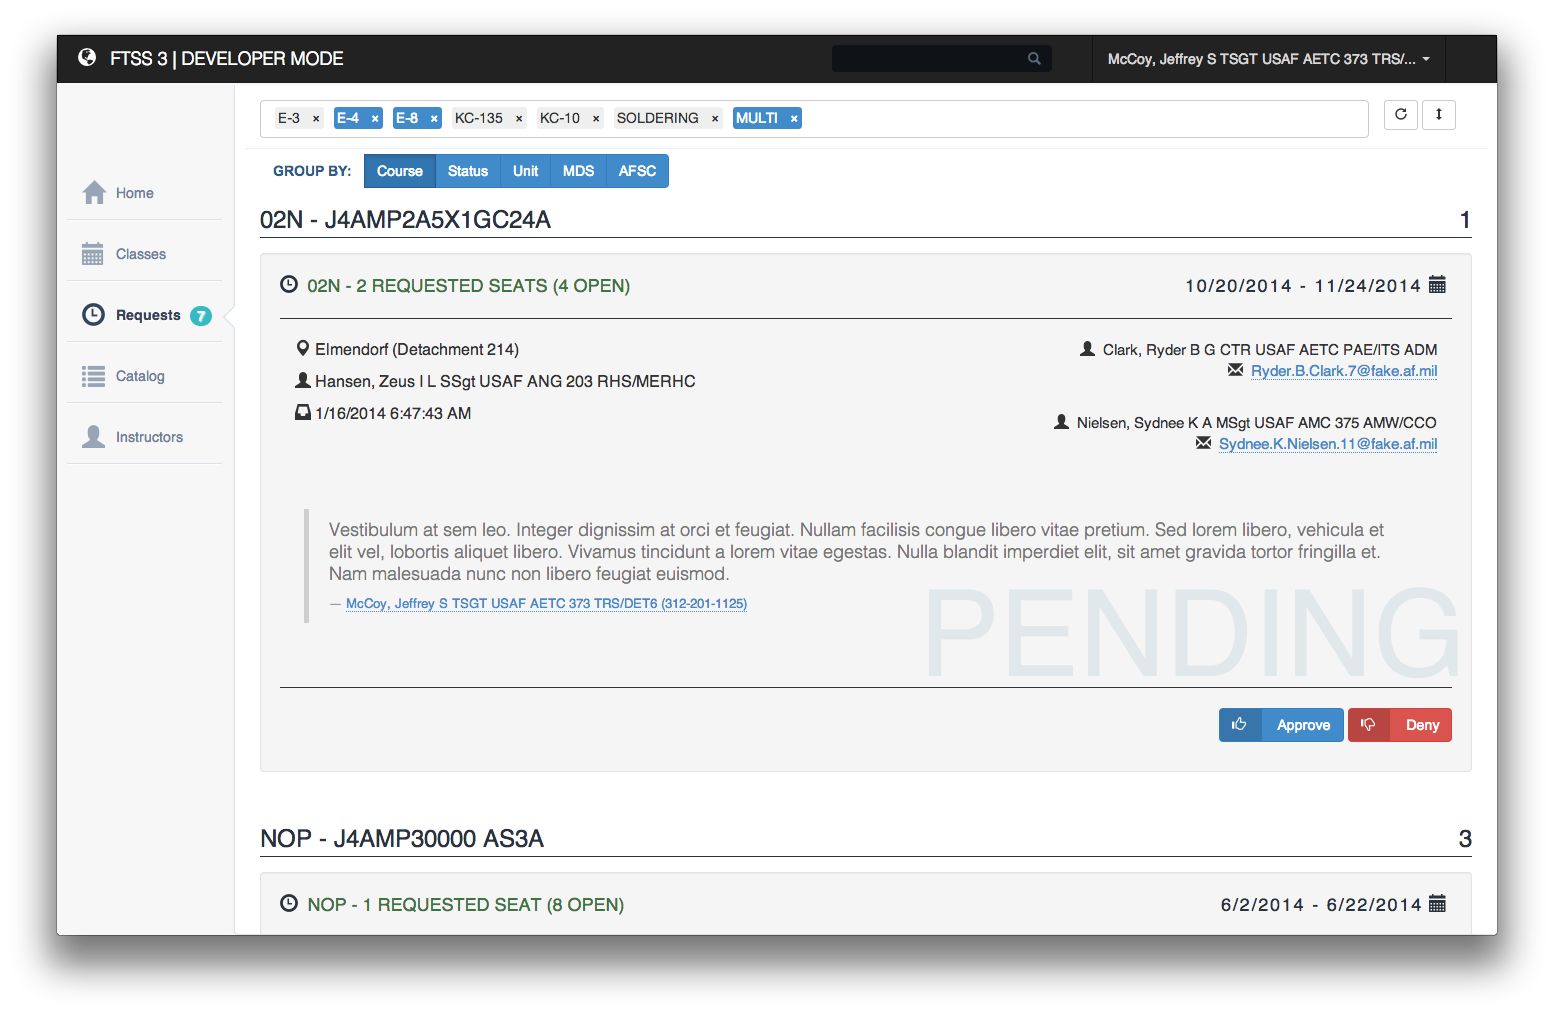 FTSS 3 | DEVELOPER MODE
McCoy, Jeffrey S TSGT USAF AETC 373 TRS/...
E-3 × E-4 × E-8 × KC-135 × KC-10 × SOLDERING × MULTI ×
GROUP BY: Course Status Unit MDS AFSC
Home
Classes
Requests 7
Catalog
Instructors
02N - J4AMP2A5X1GC24A 1
02N - 2 REQUESTED SEATS (4 OPEN) 10/20/2014 - 11/24/2014
Elmendorf (Detachment 214)
Hansen, Zeus I L SSgt USAF ANG 203 RHS/MERHC
1/16/2014 6:47:43 AM
Clark, Ryder B G CTR USAF AETC PAE/ITS ADM
Ryder.B.Clark.7@fake.af.mil
Nielsen, Sydnee K A MSgt USAF AMC 375 AMW/CCO
Sydnee.K.Nielsen.11@fake.af.mil
Vestibulum at sem leo. Integer dignissim at orci et feugiat. Nullam facilisis congue libero vitae pretium. Sed lorem libero, vehicula et
elit vel, lobortis aliquet libero. Vivamus tincidunt a lorem vitae egestas. Nulla blandit imperdiet elit, sit amet gravida tortor fringilla et.
Nam malesuada nunc non libero feugiat euismod.
— McCoy, Jeffrey S TSGT USAF AETC 373 TRS/DET6 (312-201-1125)
PENDING
Approve Deny
NOP - J4AMP30000 AS3A 3
NOP - 1 REQUESTED SEAT (8 OPEN) 6/2/2014 - 6/22/2014